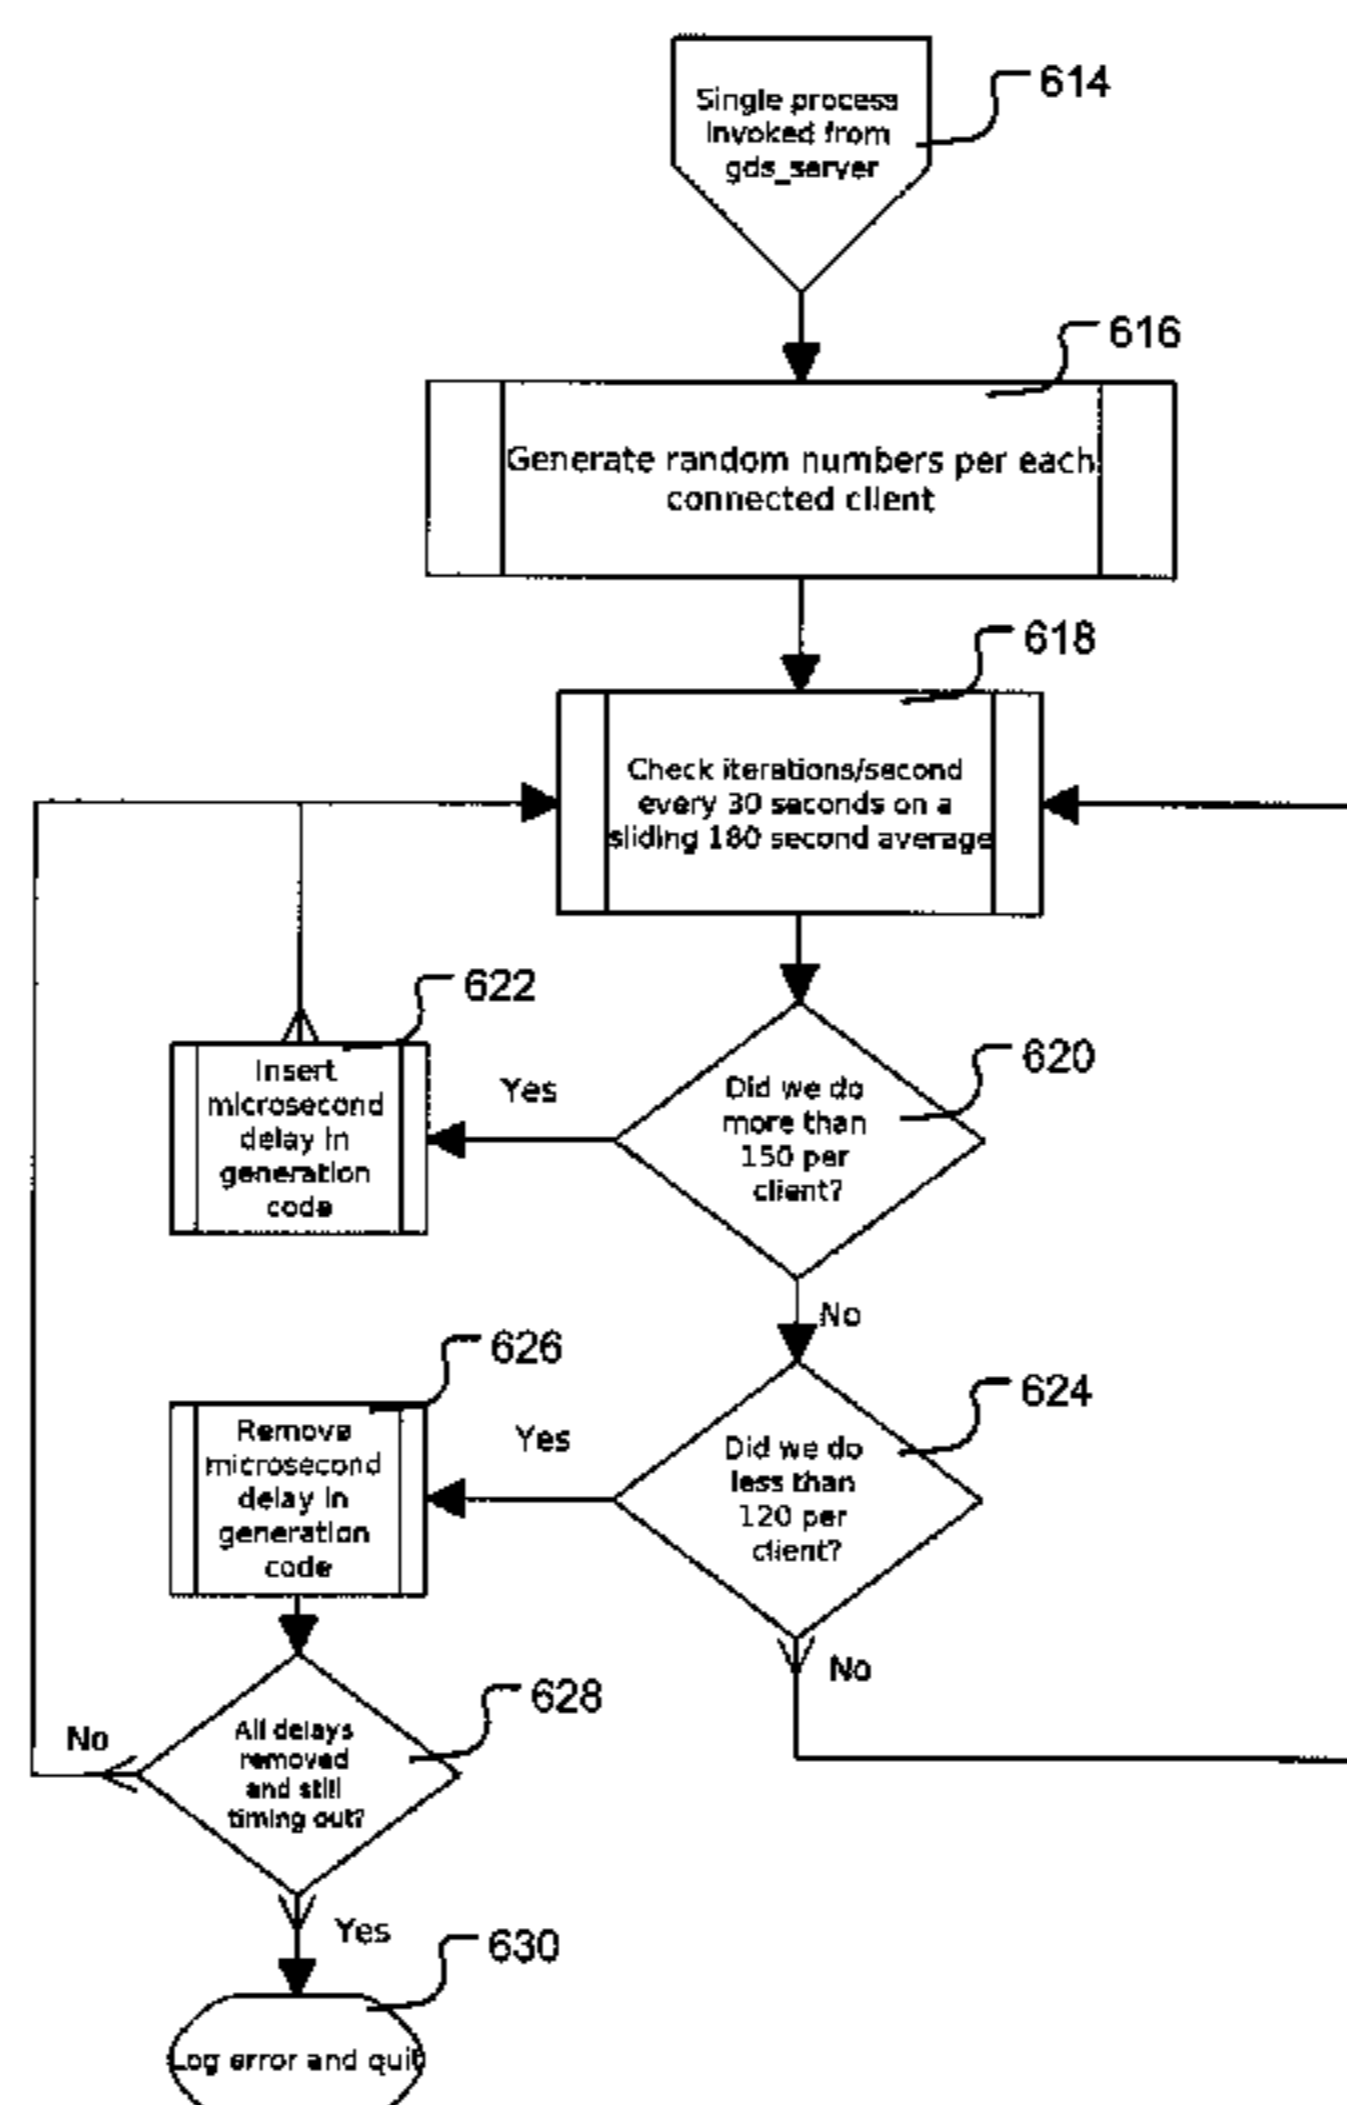 Single process
invoked from
gds_server
614
616
Generate random numbers per each
connected client
618
Check iterations/second
every 30 seconds on a
sliding 180 second average
622
Insert
microsecond
delay in
generation
code
Yes
620
Did we do
more than
150 per
client?
No
626
Remove
microsecond
delay in
generation
code
Yes
624
Did we do
less than
120 per
client?
No
628
No
All delays
removed
and still
timing out?
Yes
630
Log error and quit